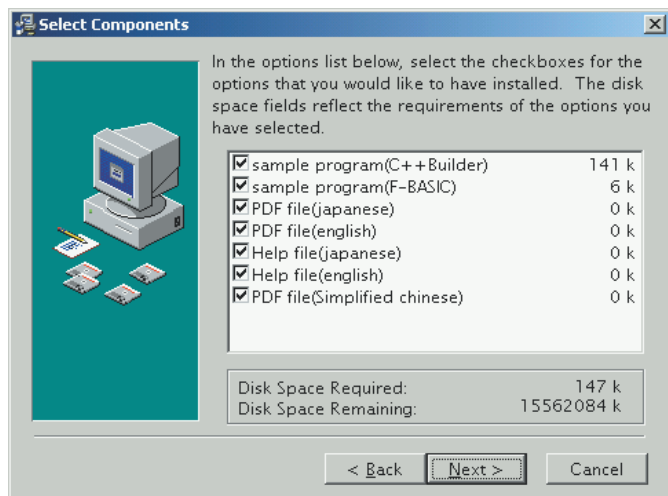 Select Components
In the options list below, select the checkboxes for the
options that you would like to have installed. The disk
space fields reflect the requirements of the options you
have selected.
sample program(C++Builder) 141 k
sample program(F-BASIC) 6 k
PDF file(japanese) 0 k
PDF file(english) 0 k
Help file(japanese) 0 k
Help file(english) 0 k
PDF file(Simplified chinese) 0 k
Disk Space Required: 147 k
Disk Space Remaining: 15562084 k
< Back Next > Cancel